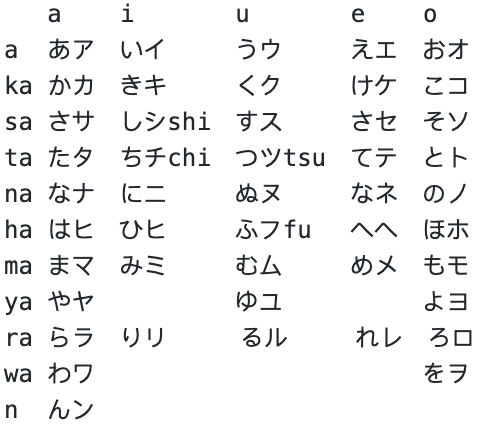 a i u e o
a あア いイ うウ えエ おオ
ka かカ きキ くク けケ こコ
sa さサ しシshi すス さセ そソ
ta たタ ちチchi つツtsu てテ とト
na なナ にニ ぬヌ なネ のノ
ha はヒ ひヒ ふフfu へヘ ほホ
ma まマ みミ むム めメ もモ
ya やヤ ゆユ よヨ
ra らラ りリ るル れレ ろロ
wa わワ をヲ
n んン